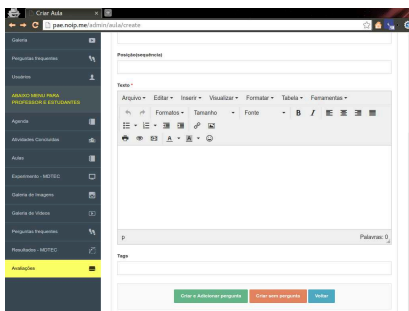 Criar Aula
pae.noip.me/admin/aula/create
Galeria
Perguntas frequentes
Usuários
ABAIXO MENU PARA
PROFESSOR E ESTUDANTES
Agenda
Atividades Concluídas
Aulas
Experimento - MOTEC
Galeria de Imagens
Galeria de Vídeos
Perguntas frequentes
Resultados - MOTEC
Avaliações
Posição(sequência)
Texto *
Arquivo Editar Inserir Visualizar Formatar Tabela Ferramentas
Formatos Tamanho Fonte B I
A A
p Palavras: 0
Tags
Criar e Adicionar pergunta Criar sem pergunta Voltar